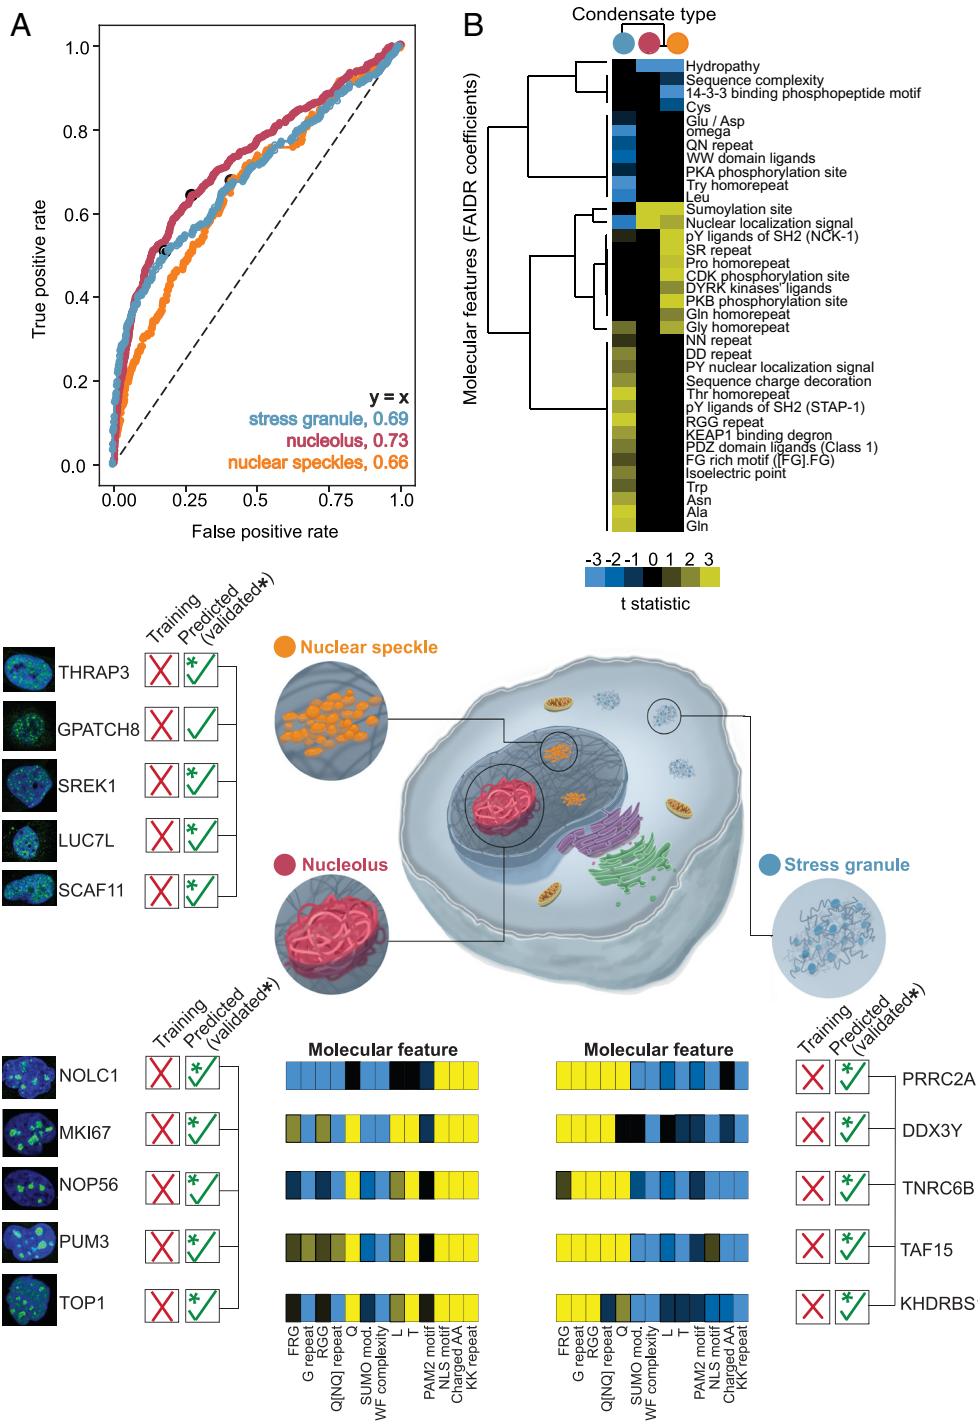 A
1.0
0.8
0.6
0.4
0.2
0.0
True positive rate
0.00
0.25
0.5
0.75
1.0
False positive rate
y = x
stress granule, 0.69
nucleolus, 0.73
nuclear speckles, 0.66
B
Condensate type
Molecular features (FAIDR coefficients)
Hydropathy
Sequence complexity
14-3-3 binding phosphopeptide motif
Cys
Glu / Asp
omega
QN repeat
WW domain ligands
PKA phosphorylation site
Try homorepeat
Leu
Sumoylation site
Nuclear localization signal
pY ligands of SH2 (NCK-1)
SR repeat
Pro homorepeat
CDK phosphorylation site
DYRK kinases' ligands
PKB phosphorylation site
Gln homorepeat
Gly homorepeat
NN repeat
DD repeat
PY nuclear localization signal
Sequence charge decoration
Thr homorepeat
pY ligands of SH2 (STAP-1)
RGG repeat
KEAP1 binding degron
PDZ domain ligands (Class 1)
FG rich motif ([FG].FG)
Isoelectric point
Trp
Asn
Ala
Gln
-3 -2 -1 0 1 2 3
t statistic
Training
Predicted
(validated*)
THRAP3
GPATCH8
SREK1
LUC7L
SCAF11
Nuclear speckle
Nucleolus
Stress granule
Training
Predicted
(validated*)
NOLC1
MKI67
NOP56
PUM3
TOP1
Molecular feature
FRG
G repeat
RGG
Q[NQ] repeat
Q
SUMO mod.
WF complexity
L
T
PAM2 motif
NLS motif
Charged AA
KK repeat
Molecular feature
FRG
G repeat
RGG
Q[NQ] repeat
Q
SUMO mod.
WF complexity
L
T
PAM2 motif
NLS motif
Charged AA
KK repeat
Training
Predicted
(validated*)
PRRC2A
DDX3Y
TNRC6B
TAF15
KHDRBS